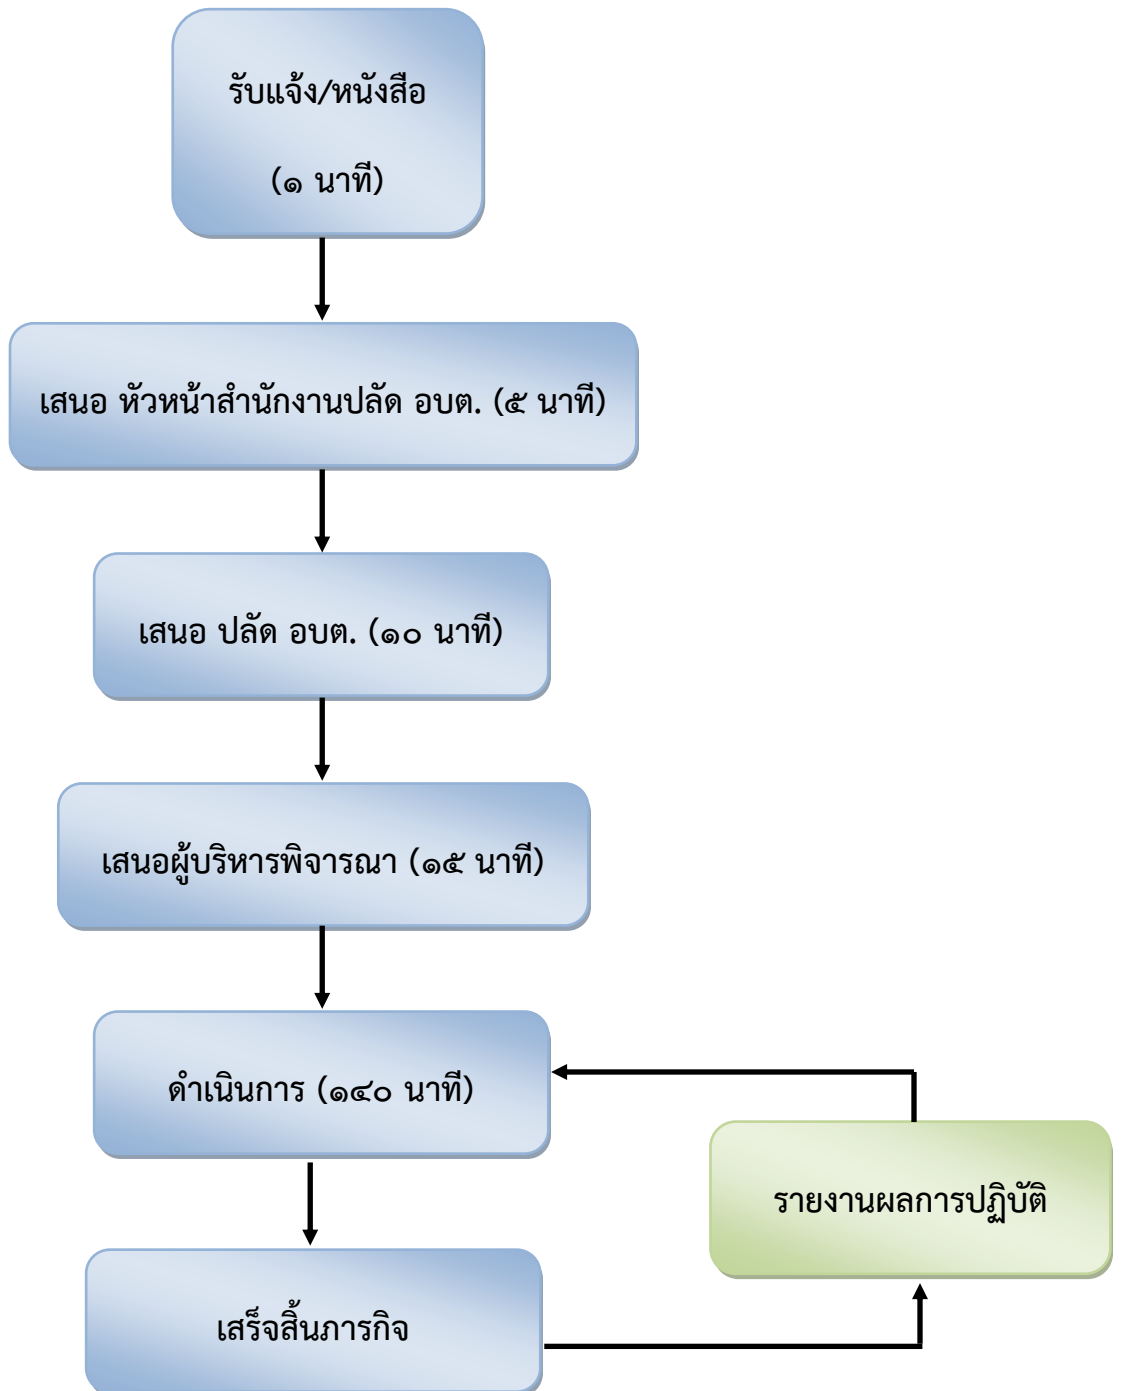 รับแจ้ง/หนังสือ
(๑ นาที)
เสนอ หัวหน้าสำนักงานปลัด อบต. (๕ นาที)
เสนอ ปลัด อบต. (๑๐ นาที)
เสนอผู้บริหารพิจารณา (๑๕ นาที)
ดำเนินการ (๑๔๐ นาที)
รายงานผลการปฏิบัติ
เสร็จสิ้นภารกิจ